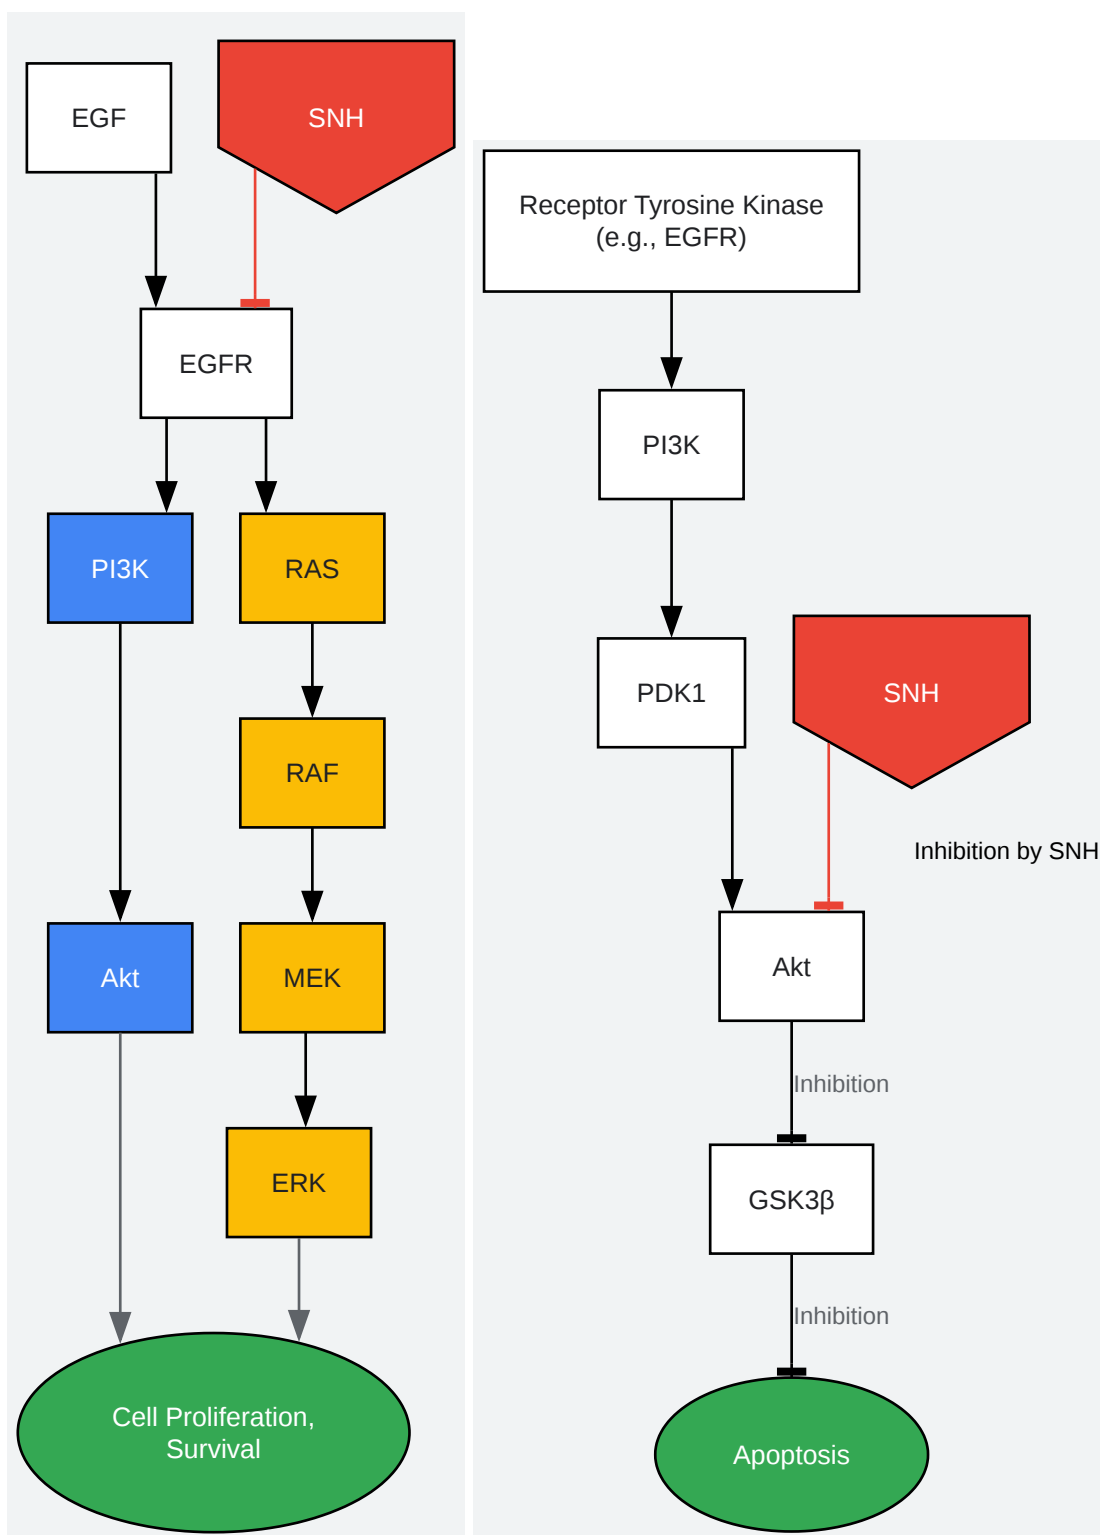 EGF
SNH
EGFR
PI3K
RAS
RAF
Akt
MEK
ERK
Cell Proliferation,
Survival
Receptor Tyrosine Kinase
(e.g., EGFR)
PI3K
PDK1
SNH
Inhibition by SNH
Akt
Inhibition
GSK3β
Inhibition
Apoptosis